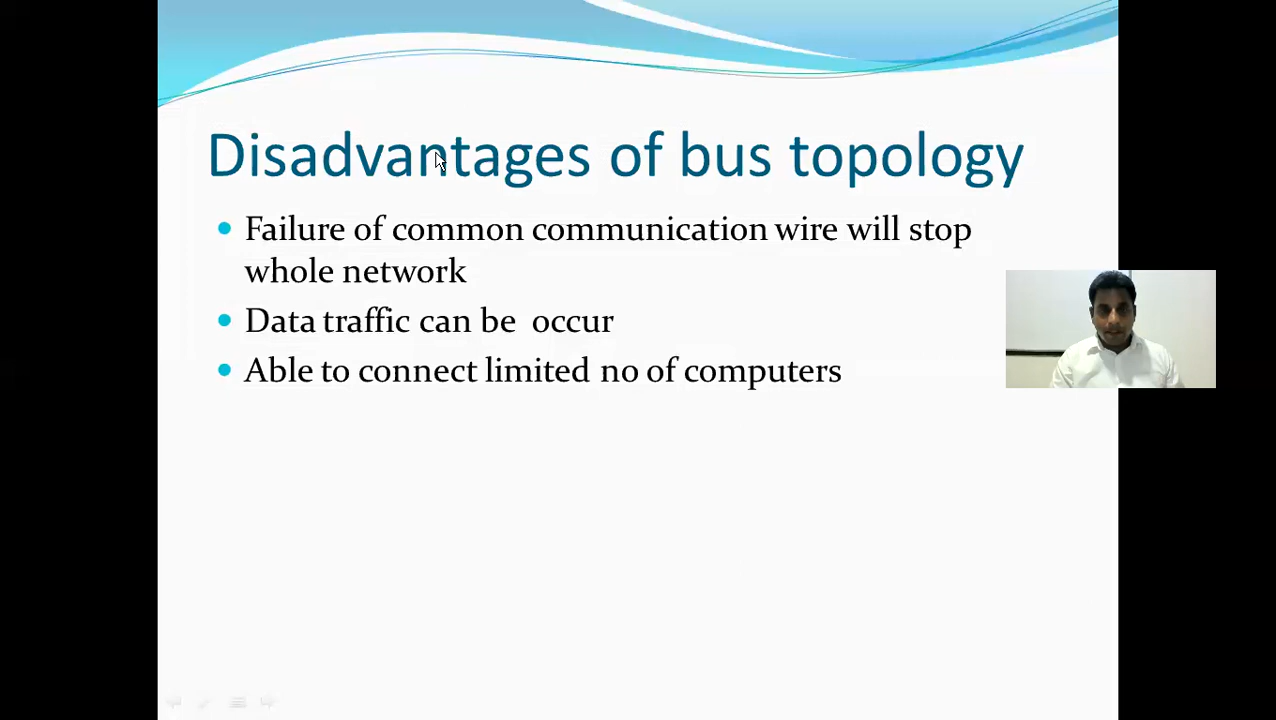 Disadvantages of bus topology
• Failure of common communication wire will stop
whole network
• Data traffic can be  occur
• Able to connect limited no of computers